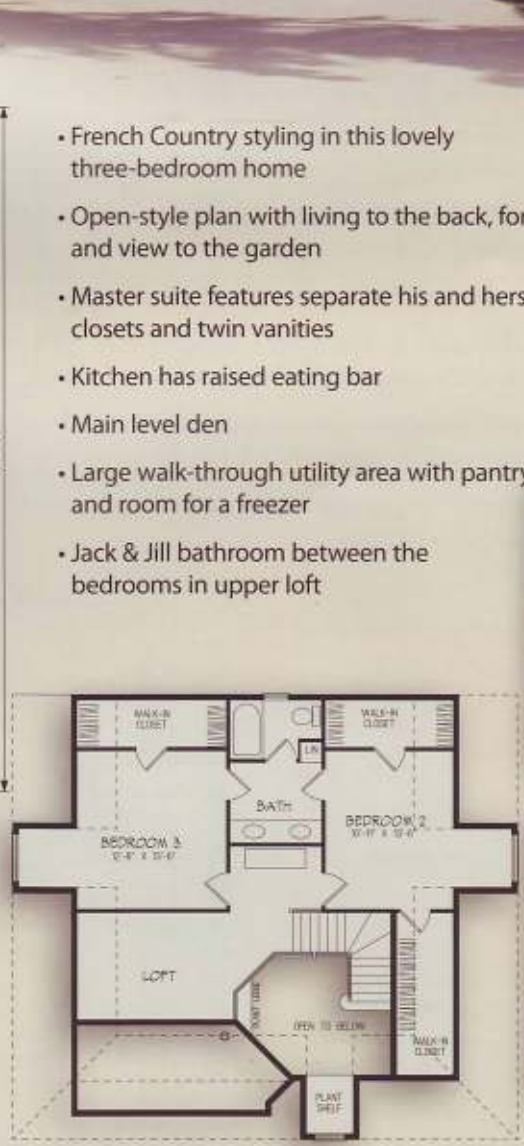 • French Country styling in this lovely
three-bedroom home
• Open-style plan with living to the back, for
and view to the garden
• Master suite features separate his and hers
closets and twin vanities
• Kitchen has raised eating bar
• Main level den
• Large walk-through utility area with pantry
and room for a freezer
• Jack & Jill bathroom between the
bedrooms in upper loft
WALK-IN
CLOSET
WALK-IN
CLOSET
LIN
BATH
BEDROOM 3
BEDROOM 2
LOFT
PLANT LEDGE
OPEN TO BELOW
WALK-IN
CLOSET
PLANT
SHELF